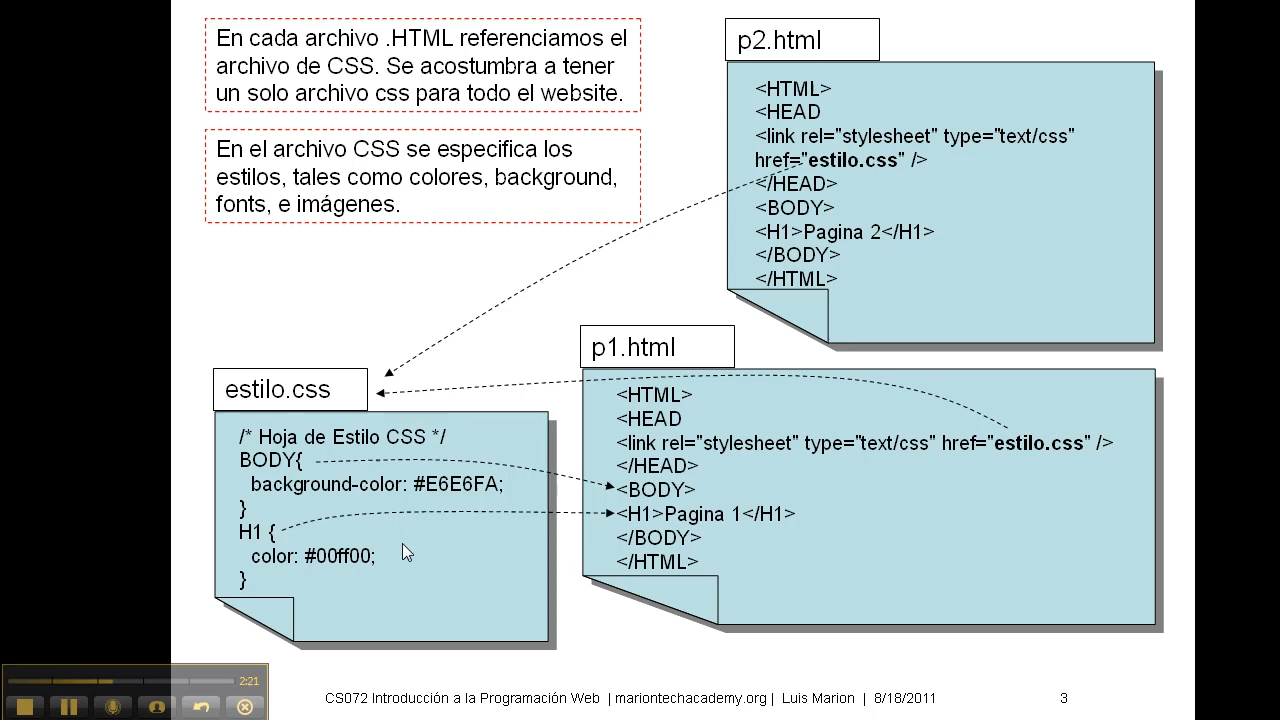 En cada archivo .HTML referenciamos el
archivo de CSS. Se acostumbra a tener
un solo archivo css para todo el website.
En el archivo CSS se especifica los
estilos, tales como colores, background,
fonts, e imágenes.
p2.html
<HTML>
<HEAD
<link rel="stylesheet" type="text/css"
href="estilo.css" />
</HEAD>
<BODY>
<H1>Pagina 2</H1>
</BODY>
</HTML>
p1.html
<HTML>
<HEAD
<link rel="stylesheet" type="text/css" href="estilo.css" />
</HEAD>
<BODY>
<H1>Pagina 1</H1>
</BODY>
</HTML>
estilo.css
/* Hoja de Estilo CSS */
BODY{
background-color: #E6E6FA;
}
H1 {
color: #00ff00;
}
2:21
CS072 Introducción a la Programación Web | mariontechacademy.org | Luis Marion | 8/18/2011
3